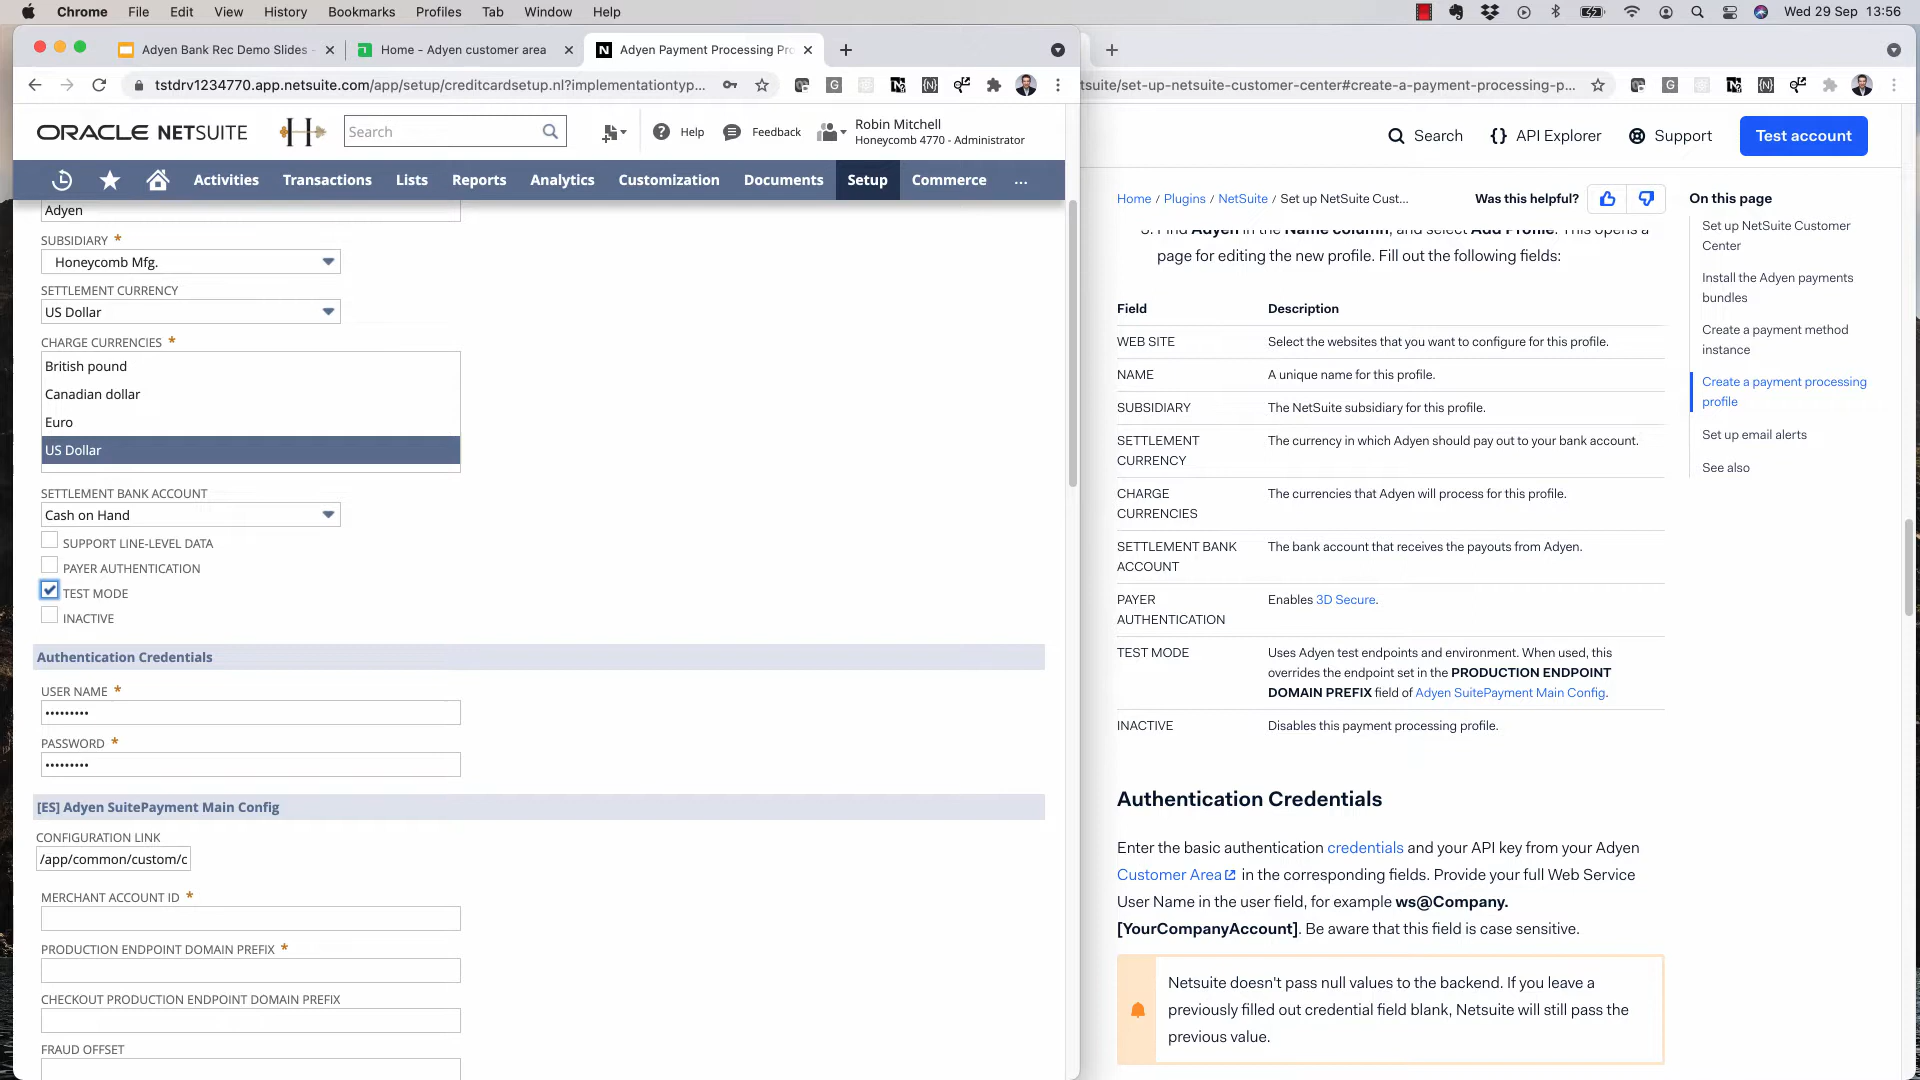 Chrome File Edit View History Bookmarks Profiles Tab Window Help Wed 29 Sep 13:56
Adyen Bank Rec Demo Slides - Home - Adyen customer area Adyen Payment Processing Pro
tstdrv1234770.app.netsuite.com/app/setup/creditcardsetup.nl?implementationtyp...
tsuite/set-up-netsuite-customer-center#create-a-payment-processing-p...
ORACLE NETSUITE Search Help Feedback Robin Mitchell
Honeycomb 4770 - Administrator
Activities Transactions Lists Reports Analytics Customization Documents Setup Commerce ...
Adyen
SUBSIDIARY *
Honeycomb Mfg.
SETTLEMENT CURRENCY
US Dollar
CHARGE CURRENCIES *
British pound
Canadian dollar
Euro
US Dollar
SETTLEMENT BANK ACCOUNT
Cash on Hand
SUPPORT LINE-LEVEL DATA
PAYER AUTHENTICATION
TEST MODE
INACTIVE
Authentication Credentials
USER NAME *
•••••••••
PASSWORD *
•••••••••
[ES] Adyen SuitePayment Main Config
CONFIGURATION LINK
/app/common/custom/c
MERCHANT ACCOUNT ID *
PRODUCTION ENDPOINT DOMAIN PREFIX *
CHECKOUT PRODUCTION ENDPOINT DOMAIN PREFIX
FRAUD OFFSET
Search API Explorer Support Test account
Home / Plugins / NetSuite / Set up NetSuite Cust... Was this helpful?
3. Find Adyen in the Name column, and select Add Profile. This opens a
page for editing the new profile. Fill out the following fields:
Field Description
WEB SITE Select the websites that you want to configure for this profile.
NAME A unique name for this profile.
SUBSIDIARY The NetSuite subsidiary for this profile.
SETTLEMENT The currency in which Adyen should pay out to your bank account.
CURRENCY
CHARGE The currencies that Adyen will process for this profile.
CURRENCIES
SETTLEMENT BANK The bank account that receives the payouts from Adyen.
ACCOUNT
PAYER Enables 3D Secure.
AUTHENTICATION
TEST MODE Uses Adyen test endpoints and environment. When used, this
overrides the endpoint set in the PRODUCTION ENDPOINT
DOMAIN PREFIX field of Adyen SuitePayment Main Config.
INACTIVE Disables this payment processing profile.
Authentication Credentials
Enter the basic authentication credentials and your API key from your Adyen
Customer Area in the corresponding fields. Provide your full Web Service
User Name in the user field, for example ws@Company.
[YourCompanyAccount]. Be aware that this field is case sensitive.
Netsuite doesn't pass null values to the backend. If you leave a
previously filled out credential field blank, Netsuite will still pass the
previous value.
On this page
Set up NetSuite Customer
Center
Install the Adyen payments
bundles
Create a payment method
instance
Create a payment processing
profile
Set up email alerts
See also